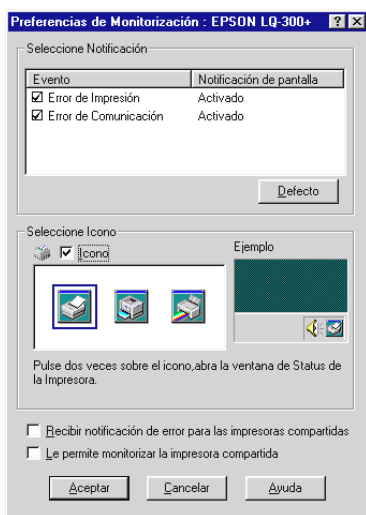 Preferencias de Monitorización : EPSON LQ-300+
Seleccione Notificación
Evento Notificación de pantalla
Error de Impresión Activado
Error de Comunicación Activado
Defecto
Seleccione Icono
Icono Ejemplo
Pulse dos veces sobre el icono,abra la ventana de Status de
la Impresora.
Recibir notificación de error para las impresoras compartidas
Le permite monitorizar la impresora compartida
Aceptar Cancelar Ayuda